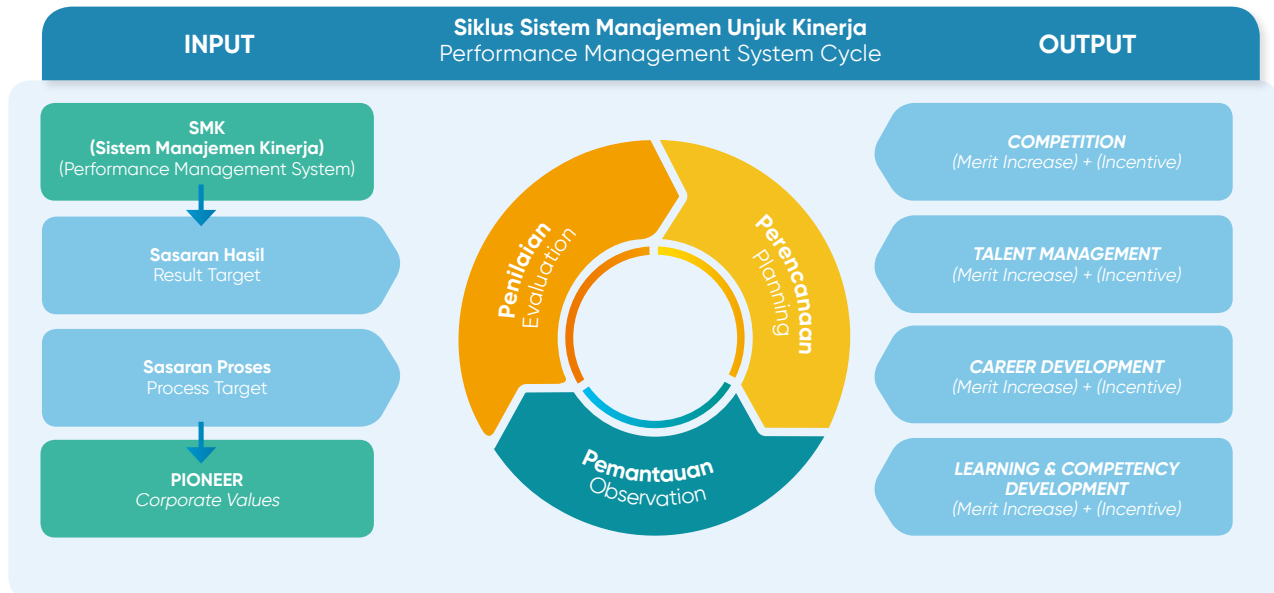 INPUT
Siklus Sistem Manajemen Unjuk Kinerja
Performance Management System Cycle
OUTPUT
SMK
(Sistem Manajemen Kinerja)
(Performance Management System)
Sasaran Hasil
Result Target
Sasaran Proses
Process Target
PIONEER
Corporate Values
Penilaian
Evaluation
Perencanaan
Planning
Pemantauan
Observation
COMPETITION
(Merit Increase) + (Incentive)
TALENT MANAGEMENT
(Merit Increase) + (Incentive)
CAREER DEVELOPMENT
(Merit Increase) + (Incentive)
LEARNING & COMPETENCY
DEVELOPMENT
(Merit Increase) + (Incentive)